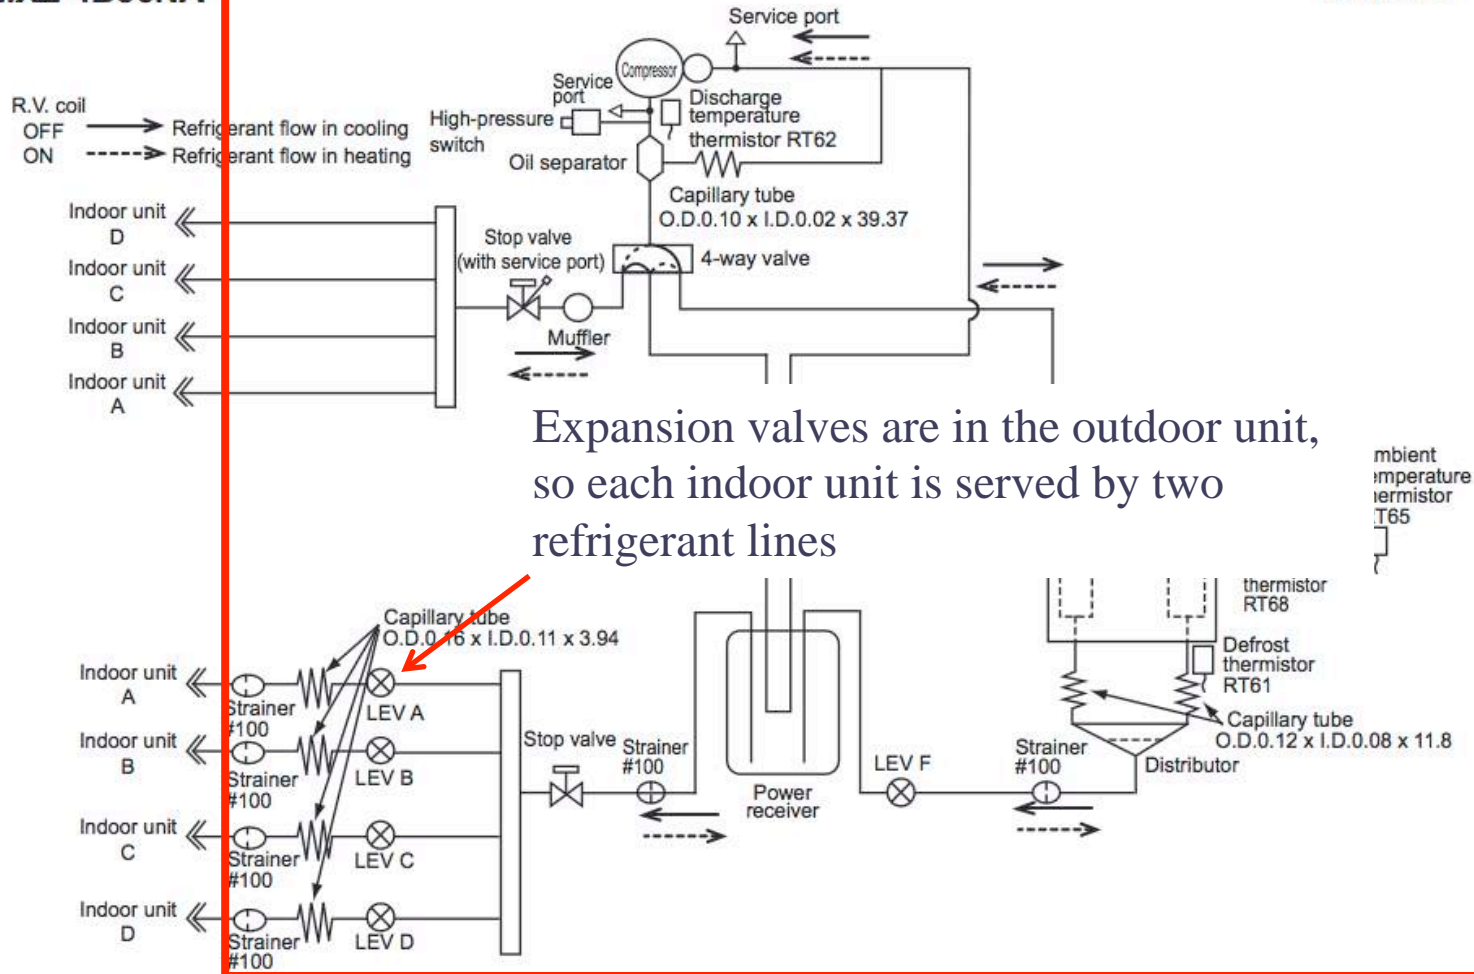 Service port
Compressor
Service
port
Discharge
temperature
thermistor RT62
High-pressure
switch
R.V. coil
OFF
Refrigerant flow in cooling
ON
Refrigerant flow in heating
Oil separator
Capillary tube
O.D.0.10 x I.D.0.02 x 39.37
Indoor unit
D
Stop valve
(with service port)
4-way valve
Indoor unit
C
Indoor unit
B
Muffler
Indoor unit
A
Expansion valves are in the outdoor unit,
so each indoor unit is served by two
refrigerant lines
temperature
thermistor
RT68
Capillary tube
O.D.0.16 x I.D.0.11 x 3.94
Defrost
thermistor
RT61
Indoor unit
A
Strainer
#100
LEV A
Capillary tube
O.D.0.12 x I.D.0.08 x 11.8
Indoor unit
B
Strainer
#100
LEV B
Stop valve
Strainer
#100
Power
receiver
LEV F
Strainer
#100
Distributor
Indoor unit
C
Strainer
#100
LEV C
Indoor unit
D
Strainer
#100
LEV D